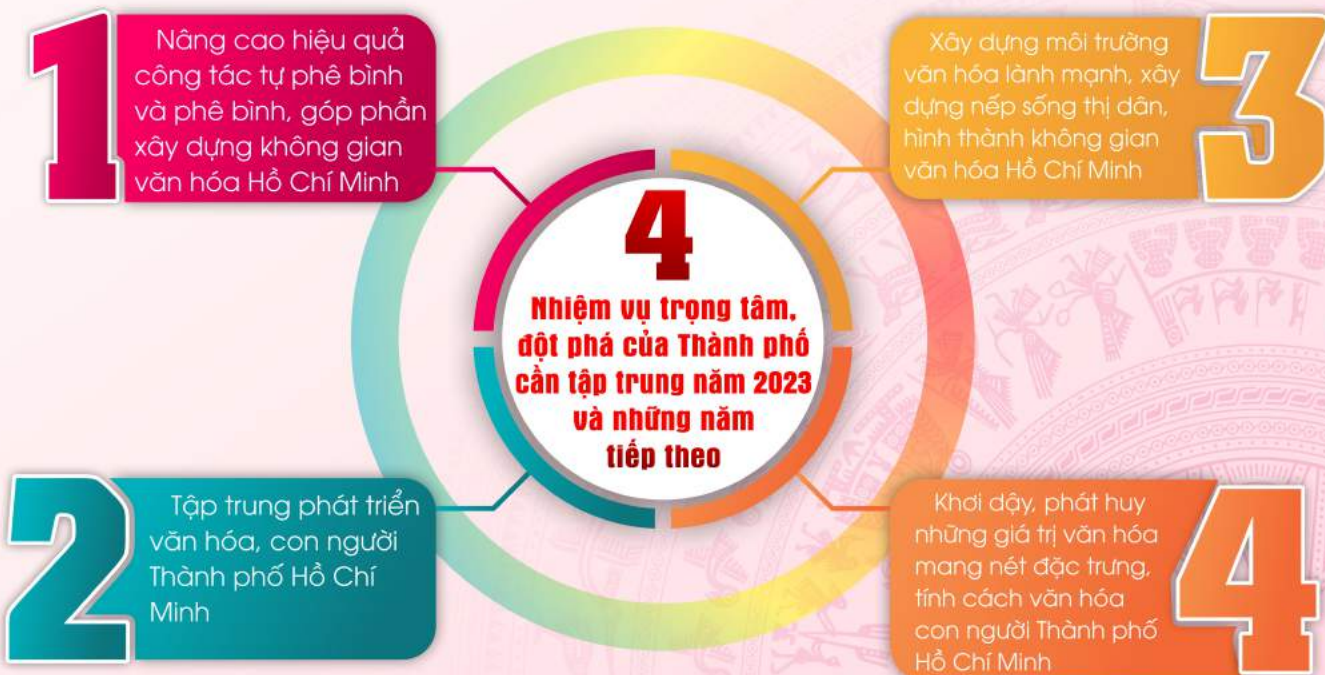 1
Nâng cao hiệu quả
công tác tự phê bình
và phê bình, góp phần
xây dựng không gian
văn hóa Hồ Chí Minh
2
Tập trung phát triển
văn hóa, con người
Thành phố Hồ Chí
Minh
4
Nhiệm vụ trọng tâm,
đột phá của Thành phố
cần tập trung năm 2023
và những năm
tiếp theo
3
Xây dựng môi trường
văn hóa lành mạnh, xây
dựng nếp sống thị dân,
hình thành không gian
văn hóa Hồ Chí Minh
4
Khơi dậy, phát huy
những giá trị văn hóa
mang nét đặc trưng,
tính cách văn hóa
con người Thành phố
Hồ Chí Minh